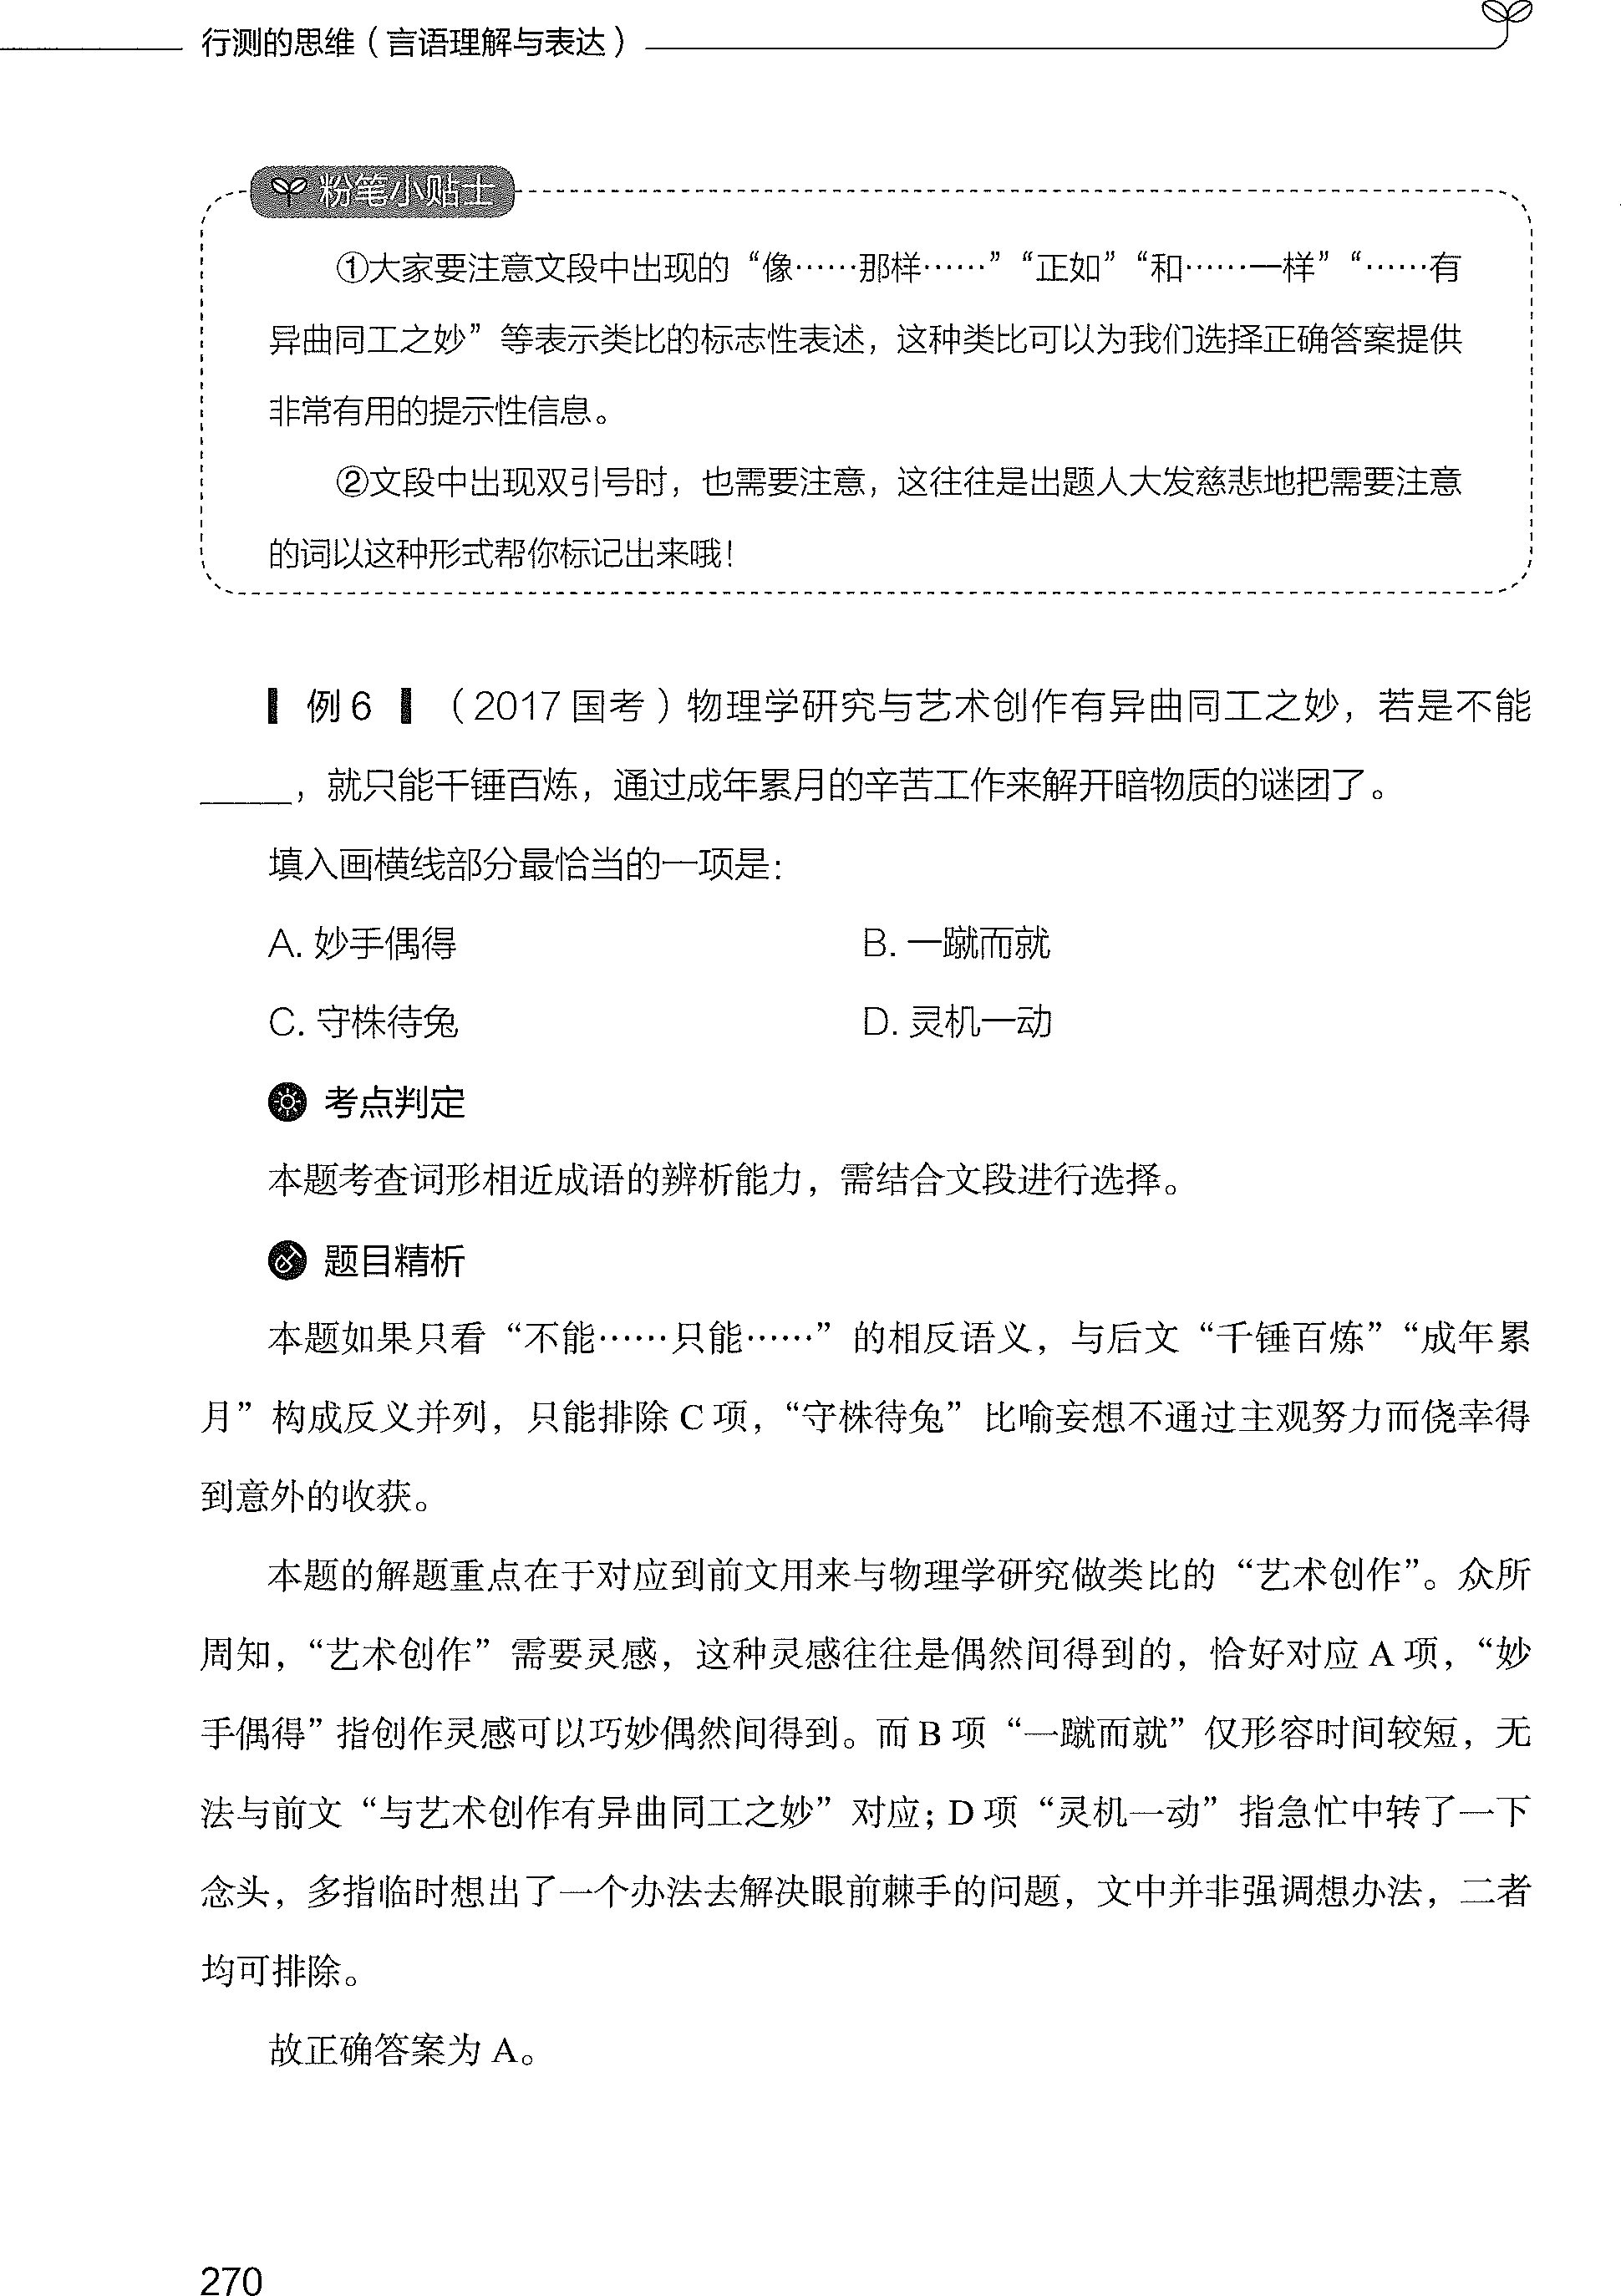 行测的思维（言语理解与表达）
粉笔小贴士
①大家要注意文段中出现的“像……那样……”“正如”“和……一样”“……有
异曲同工之妙”等表示类比的标志性表述，这种类比可以为我们选择正确答案提供
非常有用的提示性信息。
②文段中出现双引号时，也需要注意，这往往是出题人大发慈悲地把需要注意
的词以这种形式帮你标记出来哦！
例6 （2017国考）物理学研究与艺术创作有异曲同工之妙，若是不能
_____，就只能千锤百炼，通过成年累月的辛苦工作来解开暗物质的谜团了。
填入画横线部分最恰当的一项是：
A. 妙手偶得 B. 一蹴而就
C. 守株待兔 D. 灵机一动
考点判定
本题考查词形相近成语的辨析能力，需结合文段进行选择。
题目精析
本题如果只看“不能……只能……”的相反语义，与后文“千锤百炼”“成年累
月”构成反义并列，只能排除C项，“守株待兔”比喻妄想不通过主观努力而侥幸得
到意外的收获。
本题的解题重点在于对应到前文用来与物理学研究做类比的“艺术创作”。众所
周知，“艺术创作”需要灵感，这种灵感往往是偶然间得到的，恰好对应A项，“妙
手偶得”指创作灵感可以巧妙偶然间得到。而B项“一蹴而就”仅形容时间较短，无
法与前文“与艺术创作有异曲同工之妙”对应；D项“灵机一动”指急忙中转了一下
念头，多指临时想出了一个办法去解决眼前棘手的问题，文中并非强调想办法，二者
均可排除。
故正确答案为A。
270